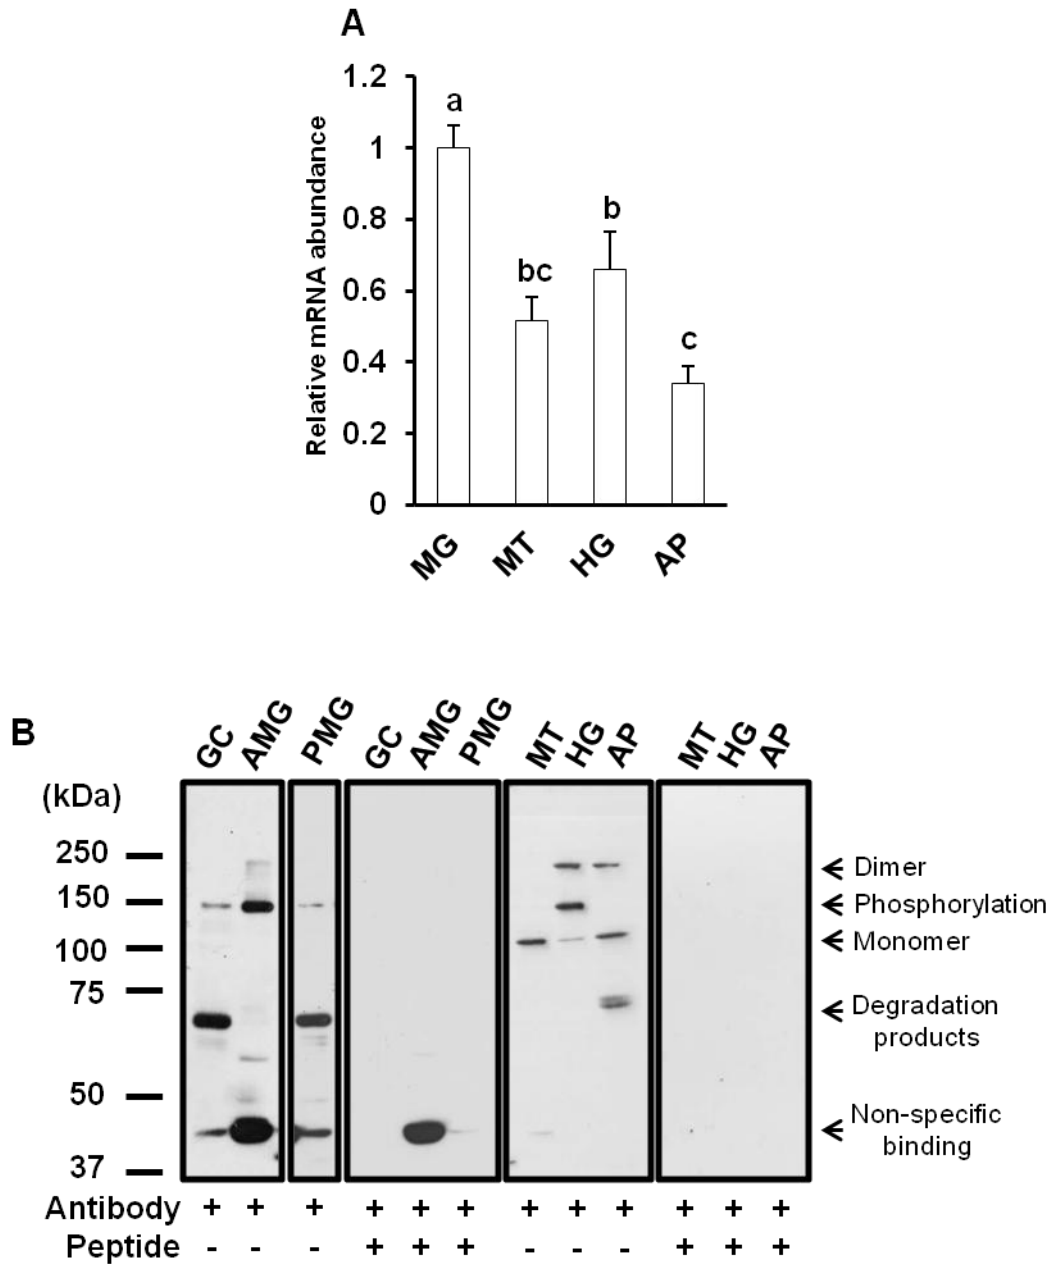 A
1.2
1
0.8
0.6
0.4
0.2
0
Relative mRNA abundance
a
bc
b
c
MG MT HG AP
B
GC AMG PMG GC AMG PMG MT HG AP MT HG AP
(kDa)
250
150
100
75
50
37
Dimer
Phosphorylation
Monomer
Degradation
products
Non-specific
binding
Antibody + + + + + + + + + + + +
Peptide - - - + + + - - - + + +